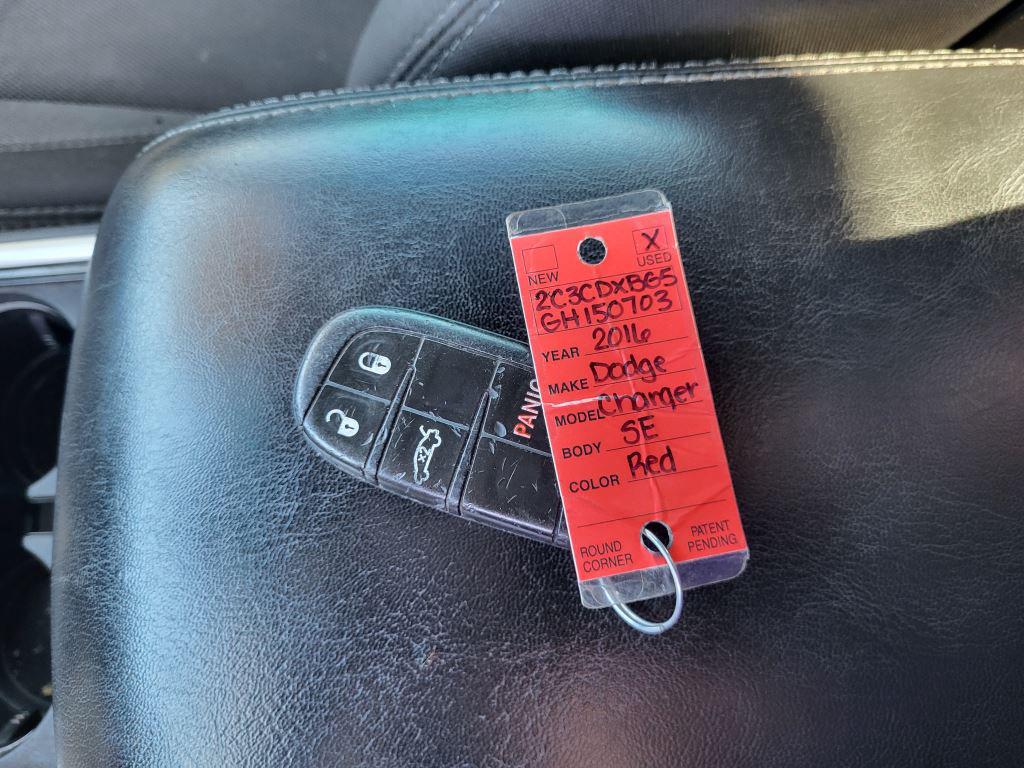 X
NEW USED
2C3CDXBG5
GH150703
YEAR 2016
MAKE Dodge
MODEL Charger
BODY SE
COLOR Red
ROUND CORNER
PATENT PENDING
PANIC
X2